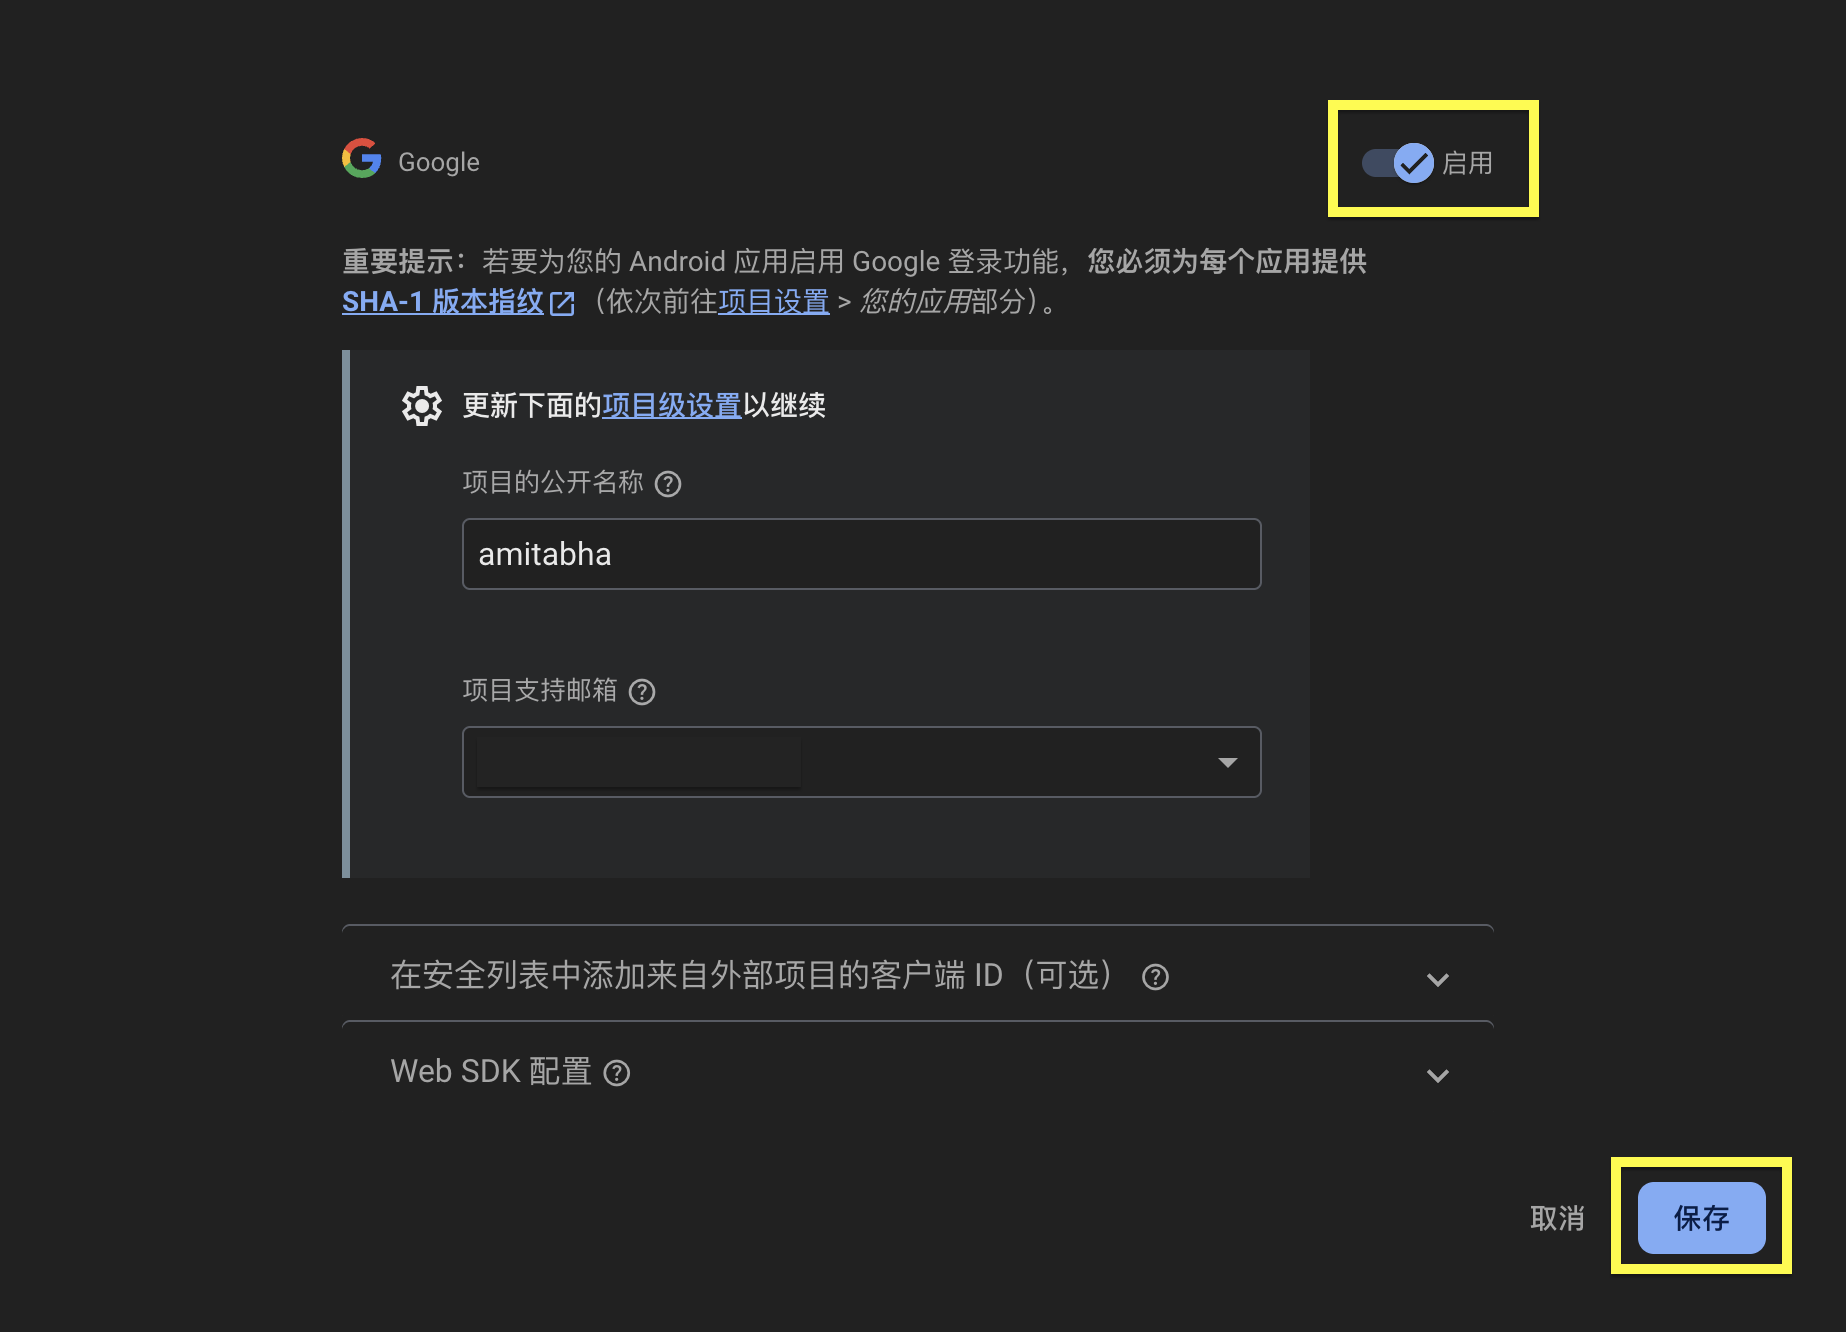 Google
启用
重要提示：若要为您的 Android 应用启用 Google 登录功能，您必须为每个应用提供
SHA-1 版本指纹（依次前往项目设置 > 您的应用部分）。
更新下面的项目级设置以继续
项目的公开名称
amitabha
项目支持邮箱
在安全列表中添加来自外部项目的客户端 ID（可选）
Web SDK 配置
取消
保存